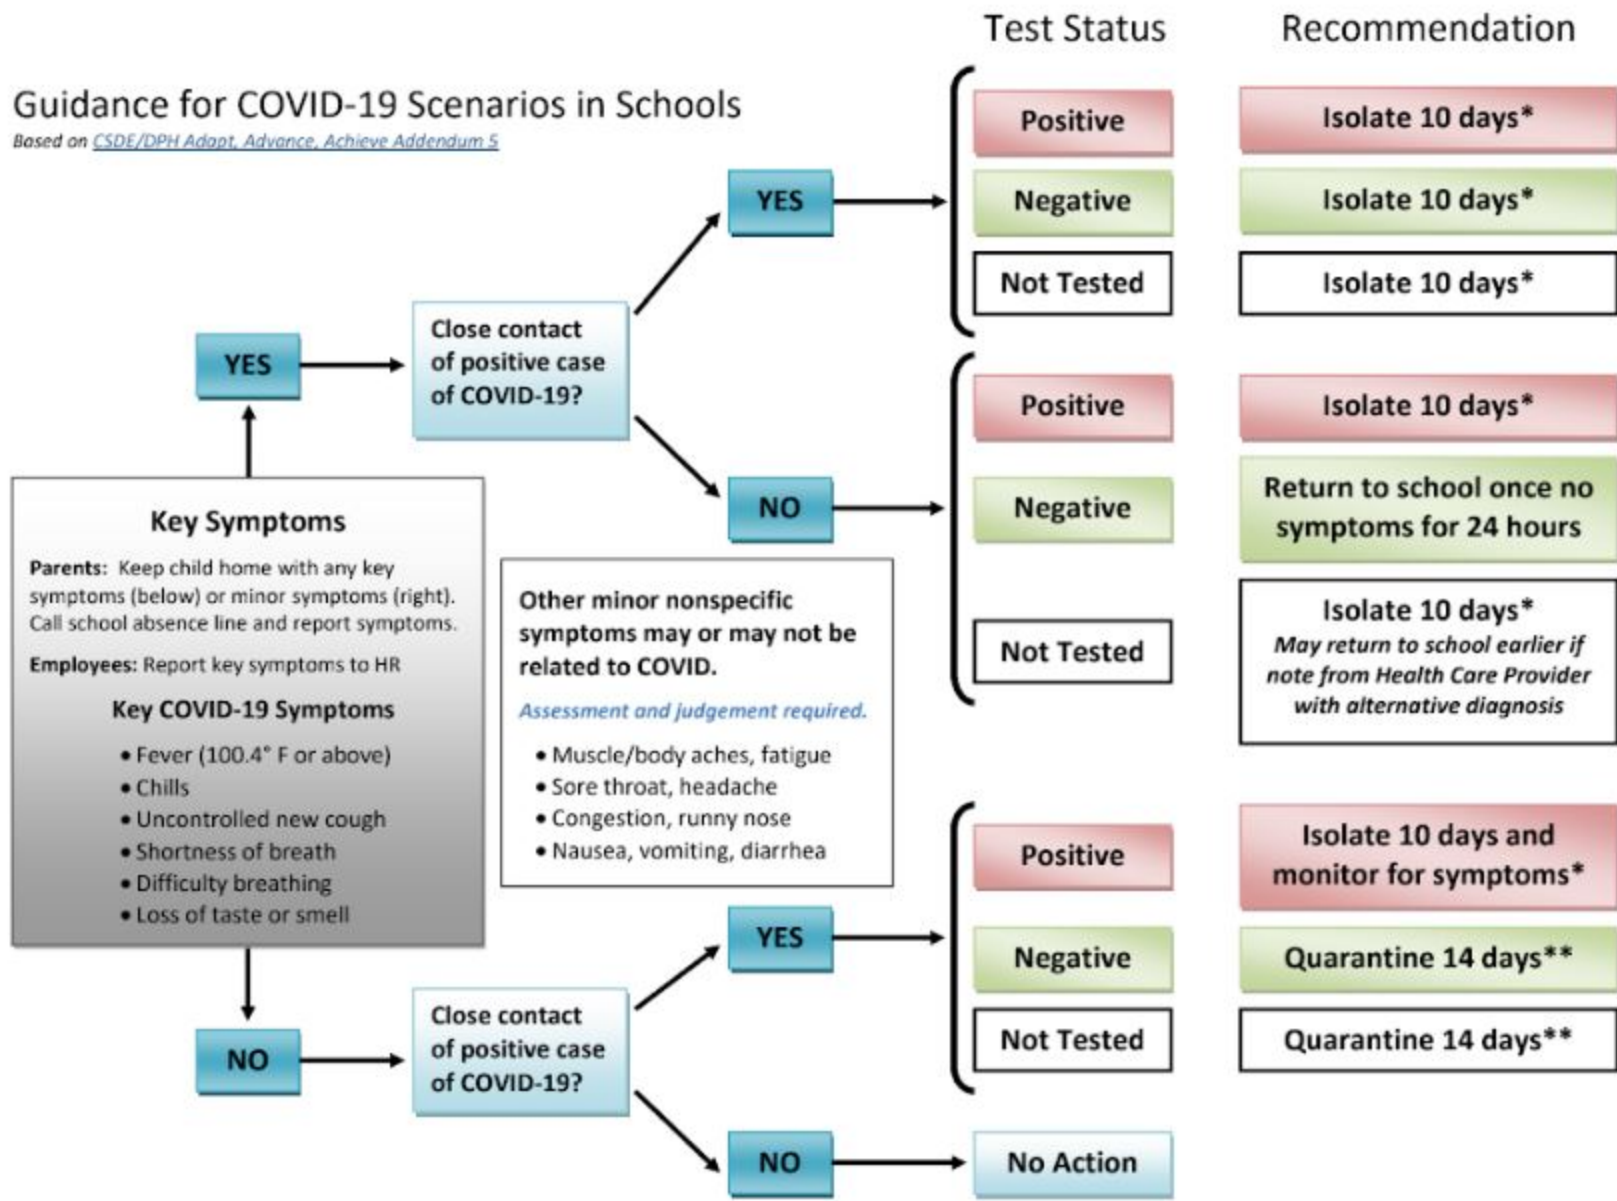 Test Status
Recommendation
Guidance for COVID-19 Scenarios in Schools
Based on CSDE/DPH Adapt, Advance, Achieve Addendum 5
YES
Close contact
of positive case
of COVID-19?
YES
Positive
Isolate 10 days*
Negative
Isolate 10 days*
Not Tested
Isolate 10 days*
NO
Positive
Isolate 10 days*
Negative
Return to school once no
symptoms for 24 hours
Not Tested
Isolate 10 days*
May return to school earlier if
note from Health Care Provider
with alternative diagnosis
Key Symptoms
Parents: Keep child home with any key
symptoms (below) or minor symptoms (right).
Call school absence line and report symptoms.
Employees: Report key symptoms to HR
Key COVID-19 Symptoms
• Fever (100.4° F or above)
• Chills
• Uncontrolled new cough
• Shortness of breath
• Difficulty breathing
• Loss of taste or smell
Other minor nonspecific
symptoms may or may not be
related to COVID.
Assessment and judgement required.
• Muscle/body aches, fatigue
• Sore throat, headache
• Congestion, runny nose
• Nausea, vomiting, diarrhea
NO
Close contact
of positive case
of COVID-19?
YES
Positive
Isolate 10 days and
monitor for symptoms*
Negative
Quarantine 14 days**
Not Tested
Quarantine 14 days**
NO
No Action